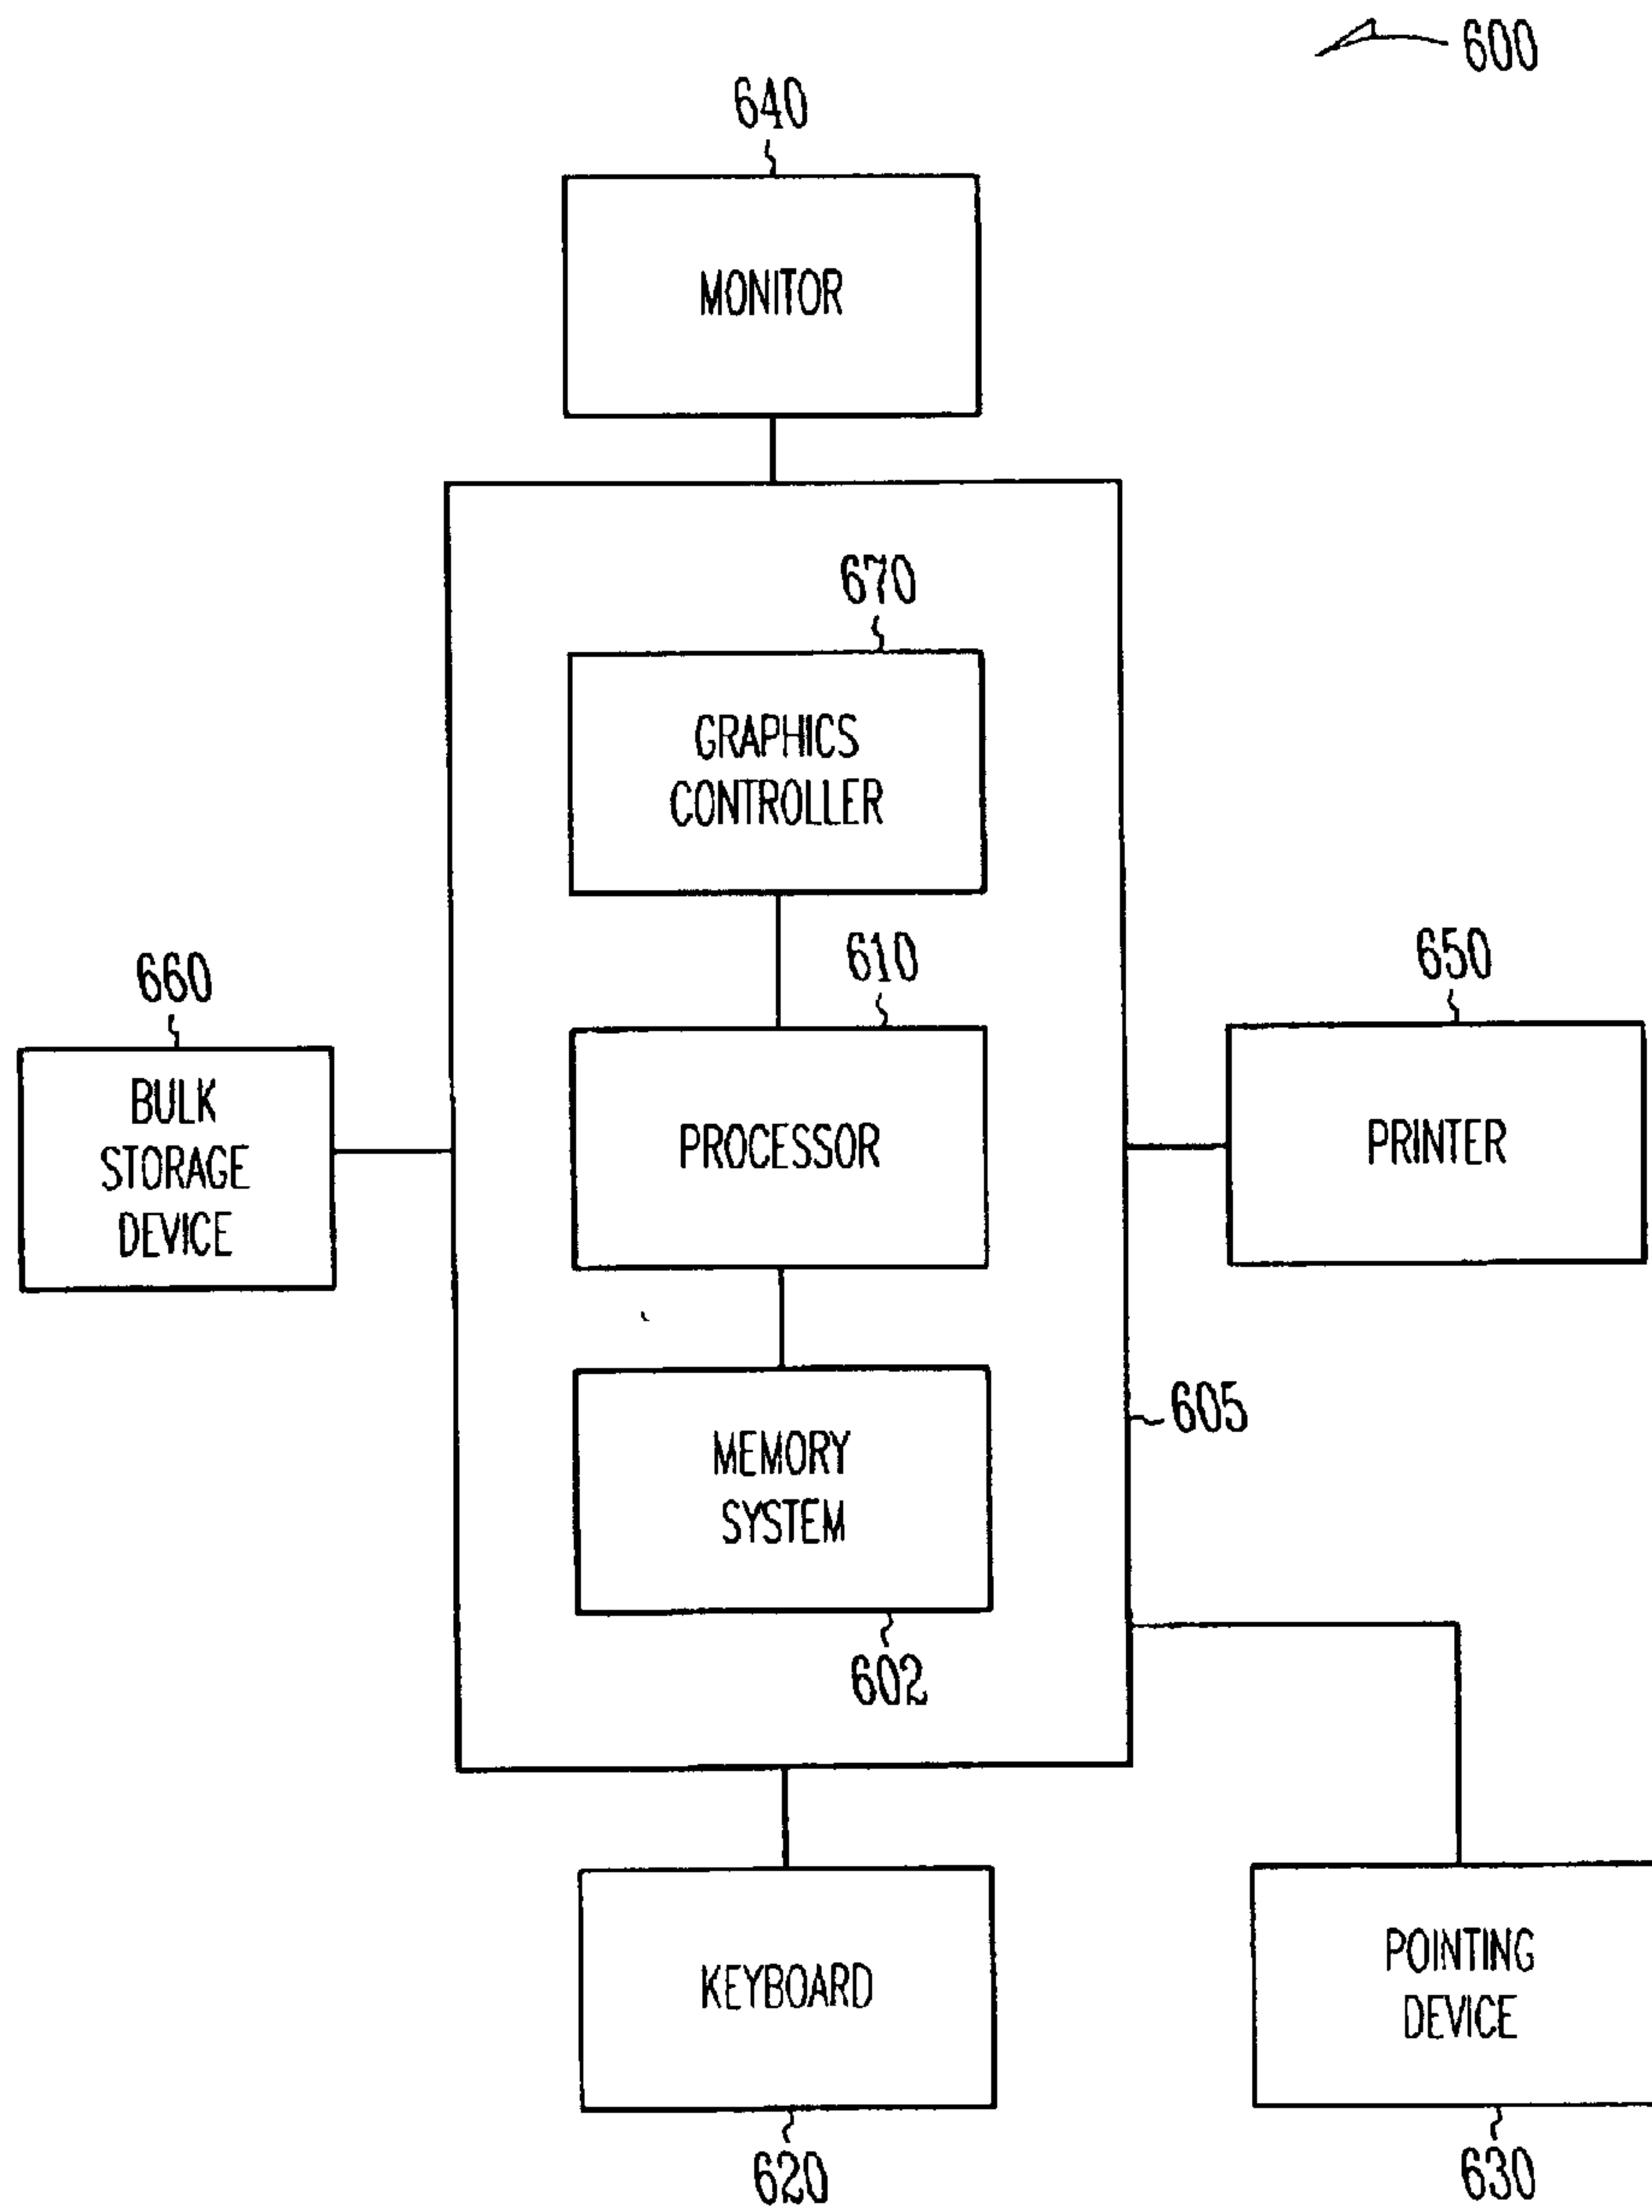 600
640
MONITOR
670
GRAPHICS
CONTROLLER
610
PROCESSOR
660
BULK
STORAGE
DEVICE
650
PRINTER
605
MEMORY
SYSTEM
602
KEYBOARD
620
POINTING
DEVICE
630